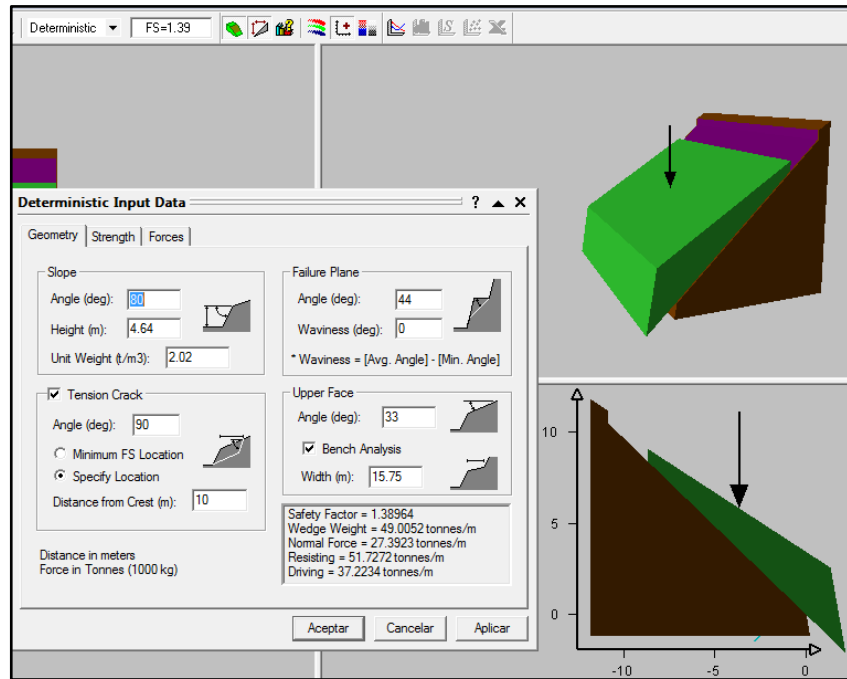 Deterministic FS=1.39
Deterministic Input Data
?
Geometry Strength Forces
Slope
Angle (deg): 80
Height (m): 4.64
Unit Weight (t/m3): 2.02
Tension Crack
Angle (deg): 90
Minimum FS Location
Specify Location
Distance from Crest (m): 10
Distance in meters
Force in Tonnes (1000 kg)
Failure Plane
Angle (deg): 44
Waviness (deg): 0
* Waviness = [Avg. Angle] - [Min. Angle]
Upper Face
Angle (deg): 33
Bench Analysis
Width (m): 15.75
Safety Factor = 1.38964
Wedge Weight = 49.0052 tonnes/m
Normal Force = 27.3923 tonnes/m
Resisting = 51.7272 tonnes/m
Driving = 37.2234 tonnes/m
Aceptar Cancelar Aplicar
10
5
0
-10 -5 0